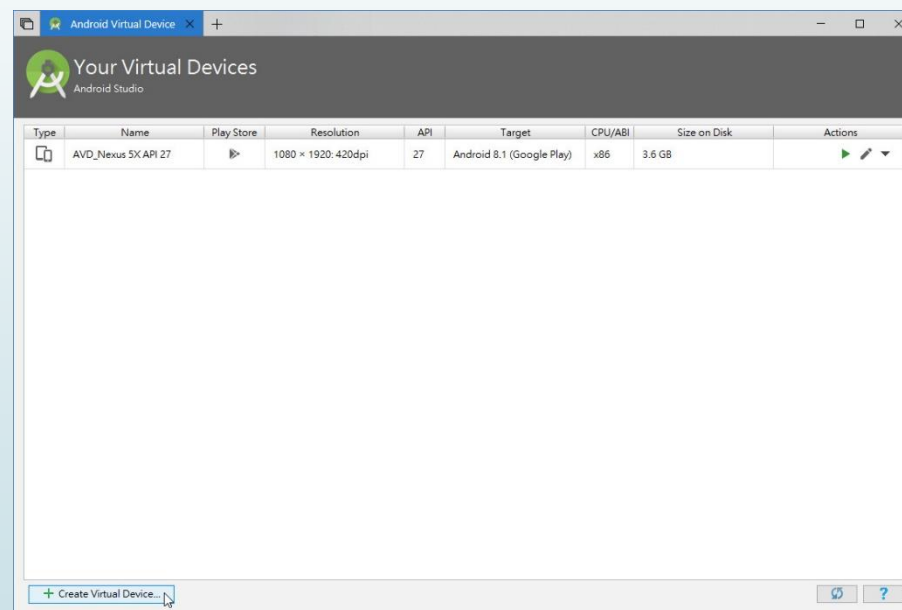 Android Virtual Device
Your Virtual Devices
Android Studio
Type Name Play Store Resolution API Target CPU/ABI Size on Disk Actions
AVD_Nexus 5X API 27 1080 × 1920: 420dpi 27 Android 8.1 (Google Play) x86 3.6 GB
+ Create Virtual Device...
?